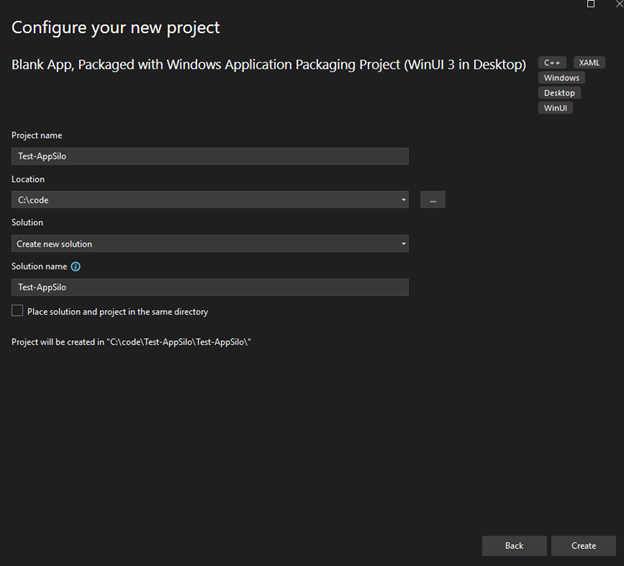 Configure your new project
Blank App, Packaged with Windows Application Packaging Project (WinUI 3 in Desktop)
C++ XAML
Windows
Desktop
WinUI
Project name
Test-AppSilo
Location
C:\code
...
Solution
Create new solution
Solution name
Test-AppSilo
Place solution and project in the same directory
Project will be created in "C:\code\Test-AppSilo\Test-AppSilo\"
Back Create